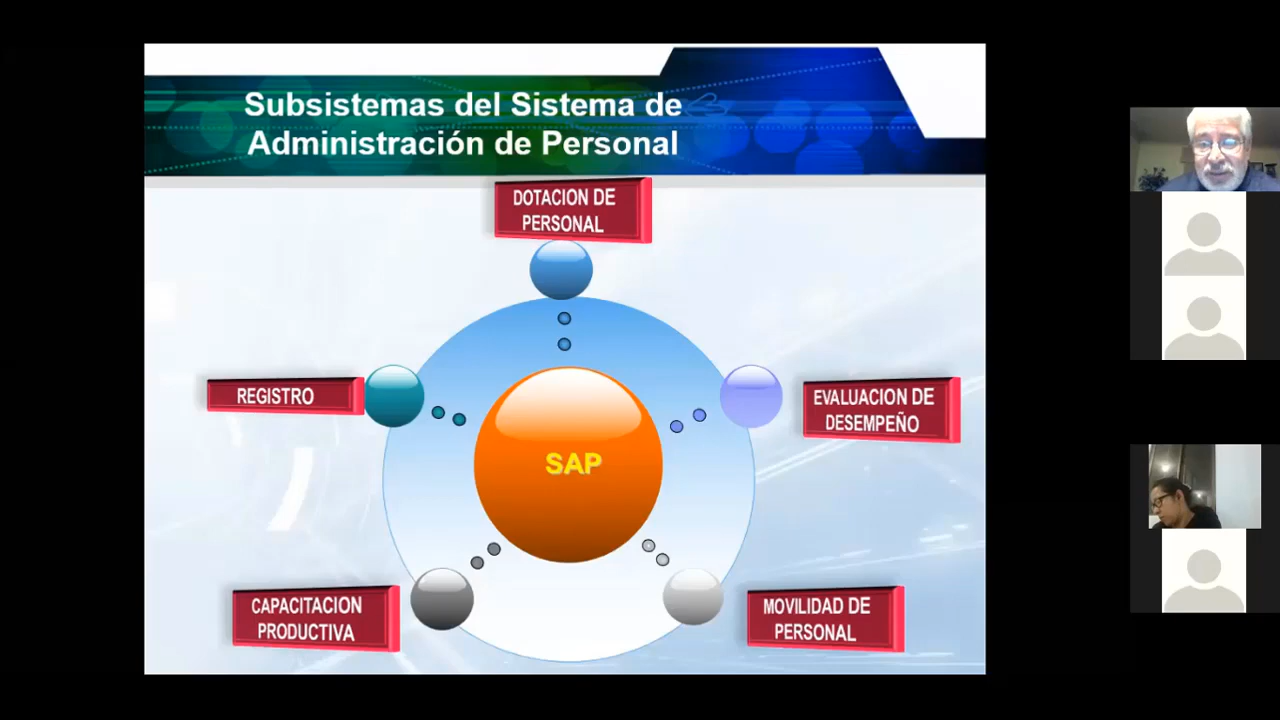 Subsistemas del Sistema de
Administración de Personal
DOTACION DE
PERSONAL
REGISTRO
EVALUACION DE
DESEMPEÑO
SAP
CAPACITACION
PRODUCTIVA
MOVILIDAD DE
PERSONAL